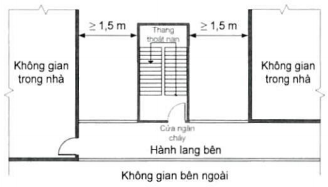 ≥ 1,5 m
≥ 1,5 m
Thang
thoát nạn
Không gian
trong nhà
Không gian
trong nhà
Cửa ngăn
cháy
Hành lang bên
Không gian bên ngoài